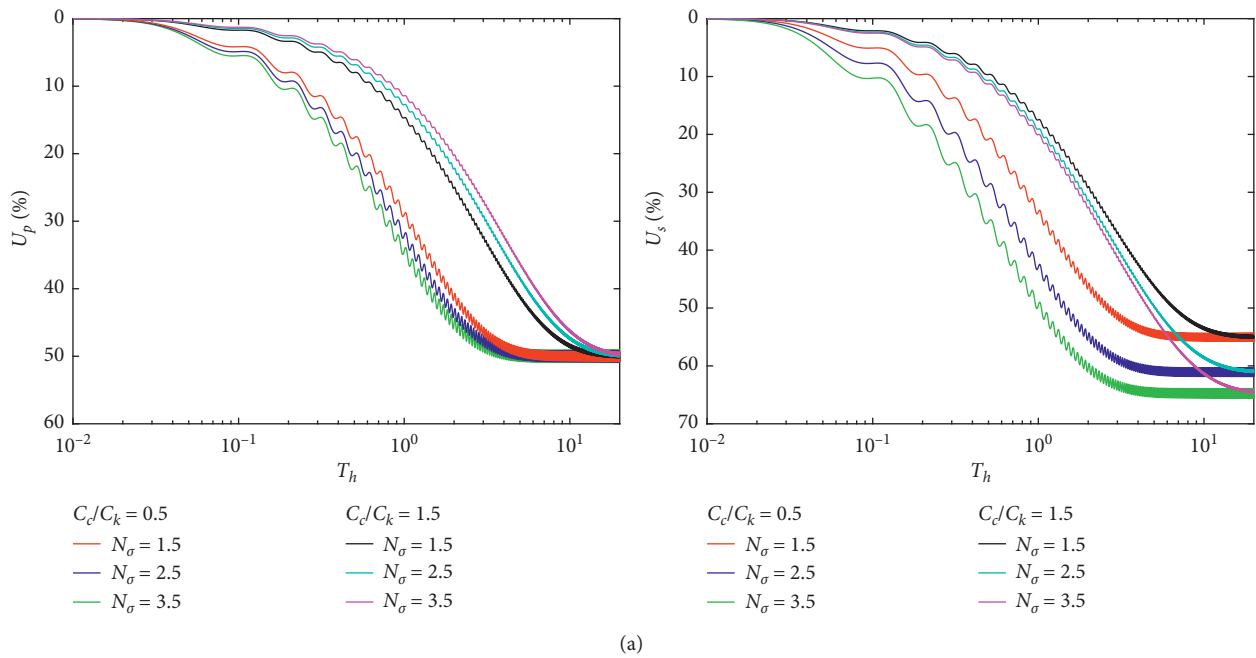 0
10
20
30
40
50
60
U_p (%)
10^{-2} 10^{-1} 10^0 10^1
T_h
C_c/C_k = 0.5
N_σ = 1.5
N_σ = 2.5
N_σ = 3.5
C_c/C_k = 1.5
N_σ = 1.5
N_σ = 2.5
N_σ = 3.5
0
10
20
30
40
50
60
70
U_s (%)
10^{-2} 10^{-1} 10^0 10^1
T_h
C_c/C_k = 0.5
N_σ = 1.5
N_σ = 2.5
N_σ = 3.5
C_c/C_k = 1.5
N_σ = 1.5
N_σ = 2.5
N_σ = 3.5
(a)